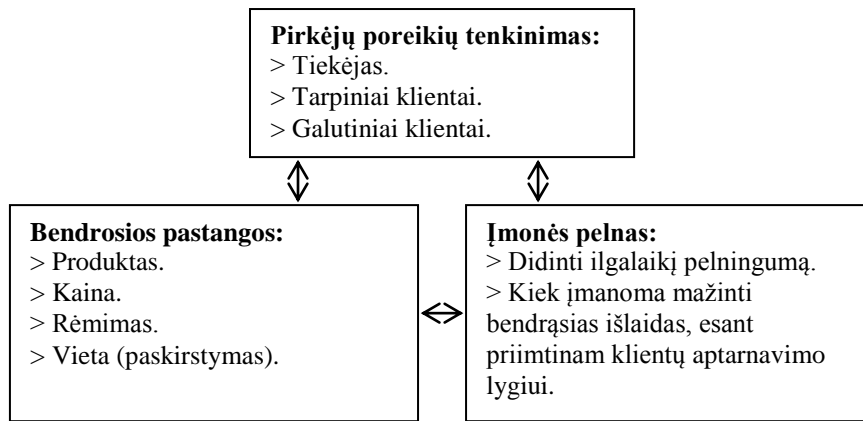 Pirkėjų poreikių tenkinimas:
> Tiekėjas.
> Tarpiniai klientai.
> Galutiniai klientai.
Bendrosios pastangos:
> Produktas.
> Kaina.
> Rėmimas.
> Vieta (paskirstymas).
Įmonės pelnas:
> Didinti ilgalaikį pelningumą.
> Kiek įmanoma mažinti
bendrąsias išlaidas, esant
priimtinam klientų aptarnavimo
lygiui.